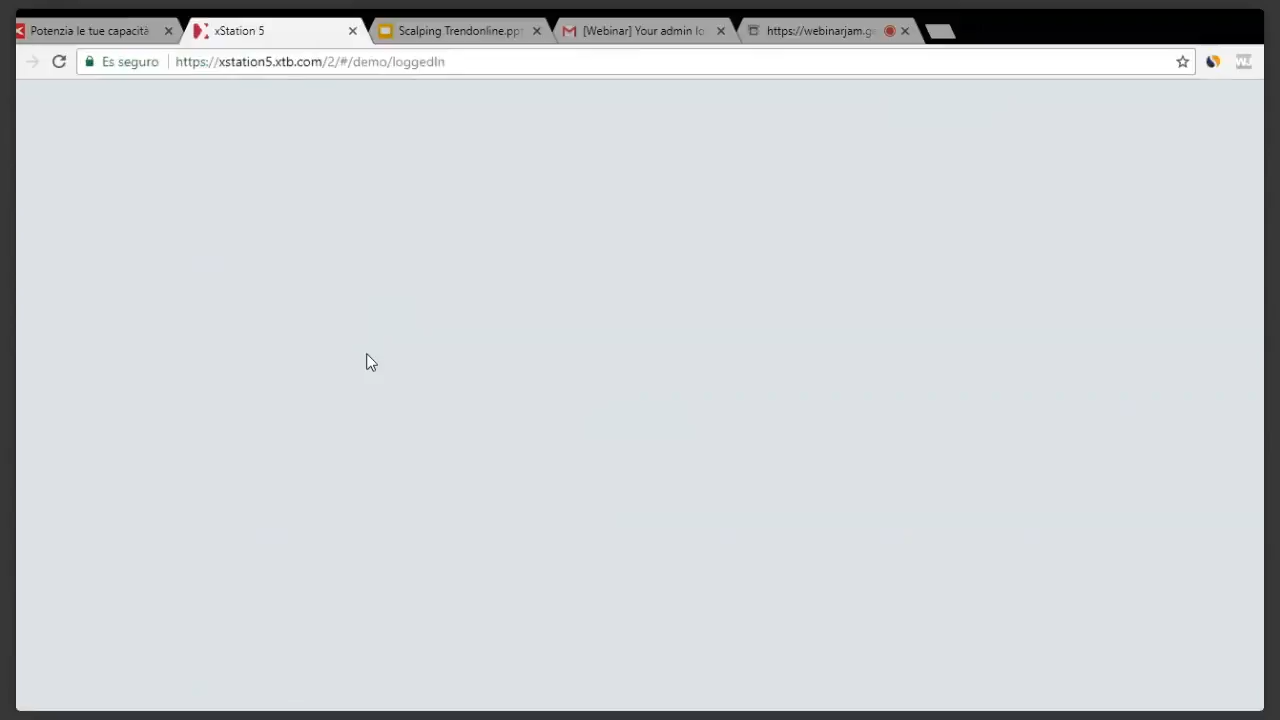 Potenzia le tue capacità
xStation 5
Scalping Trendonline.ppt
[Webinar] Your admin lo
https://webinarjam.g
Es seguro
https://xstation5.xtb.com/2/#/demo/loggedIn